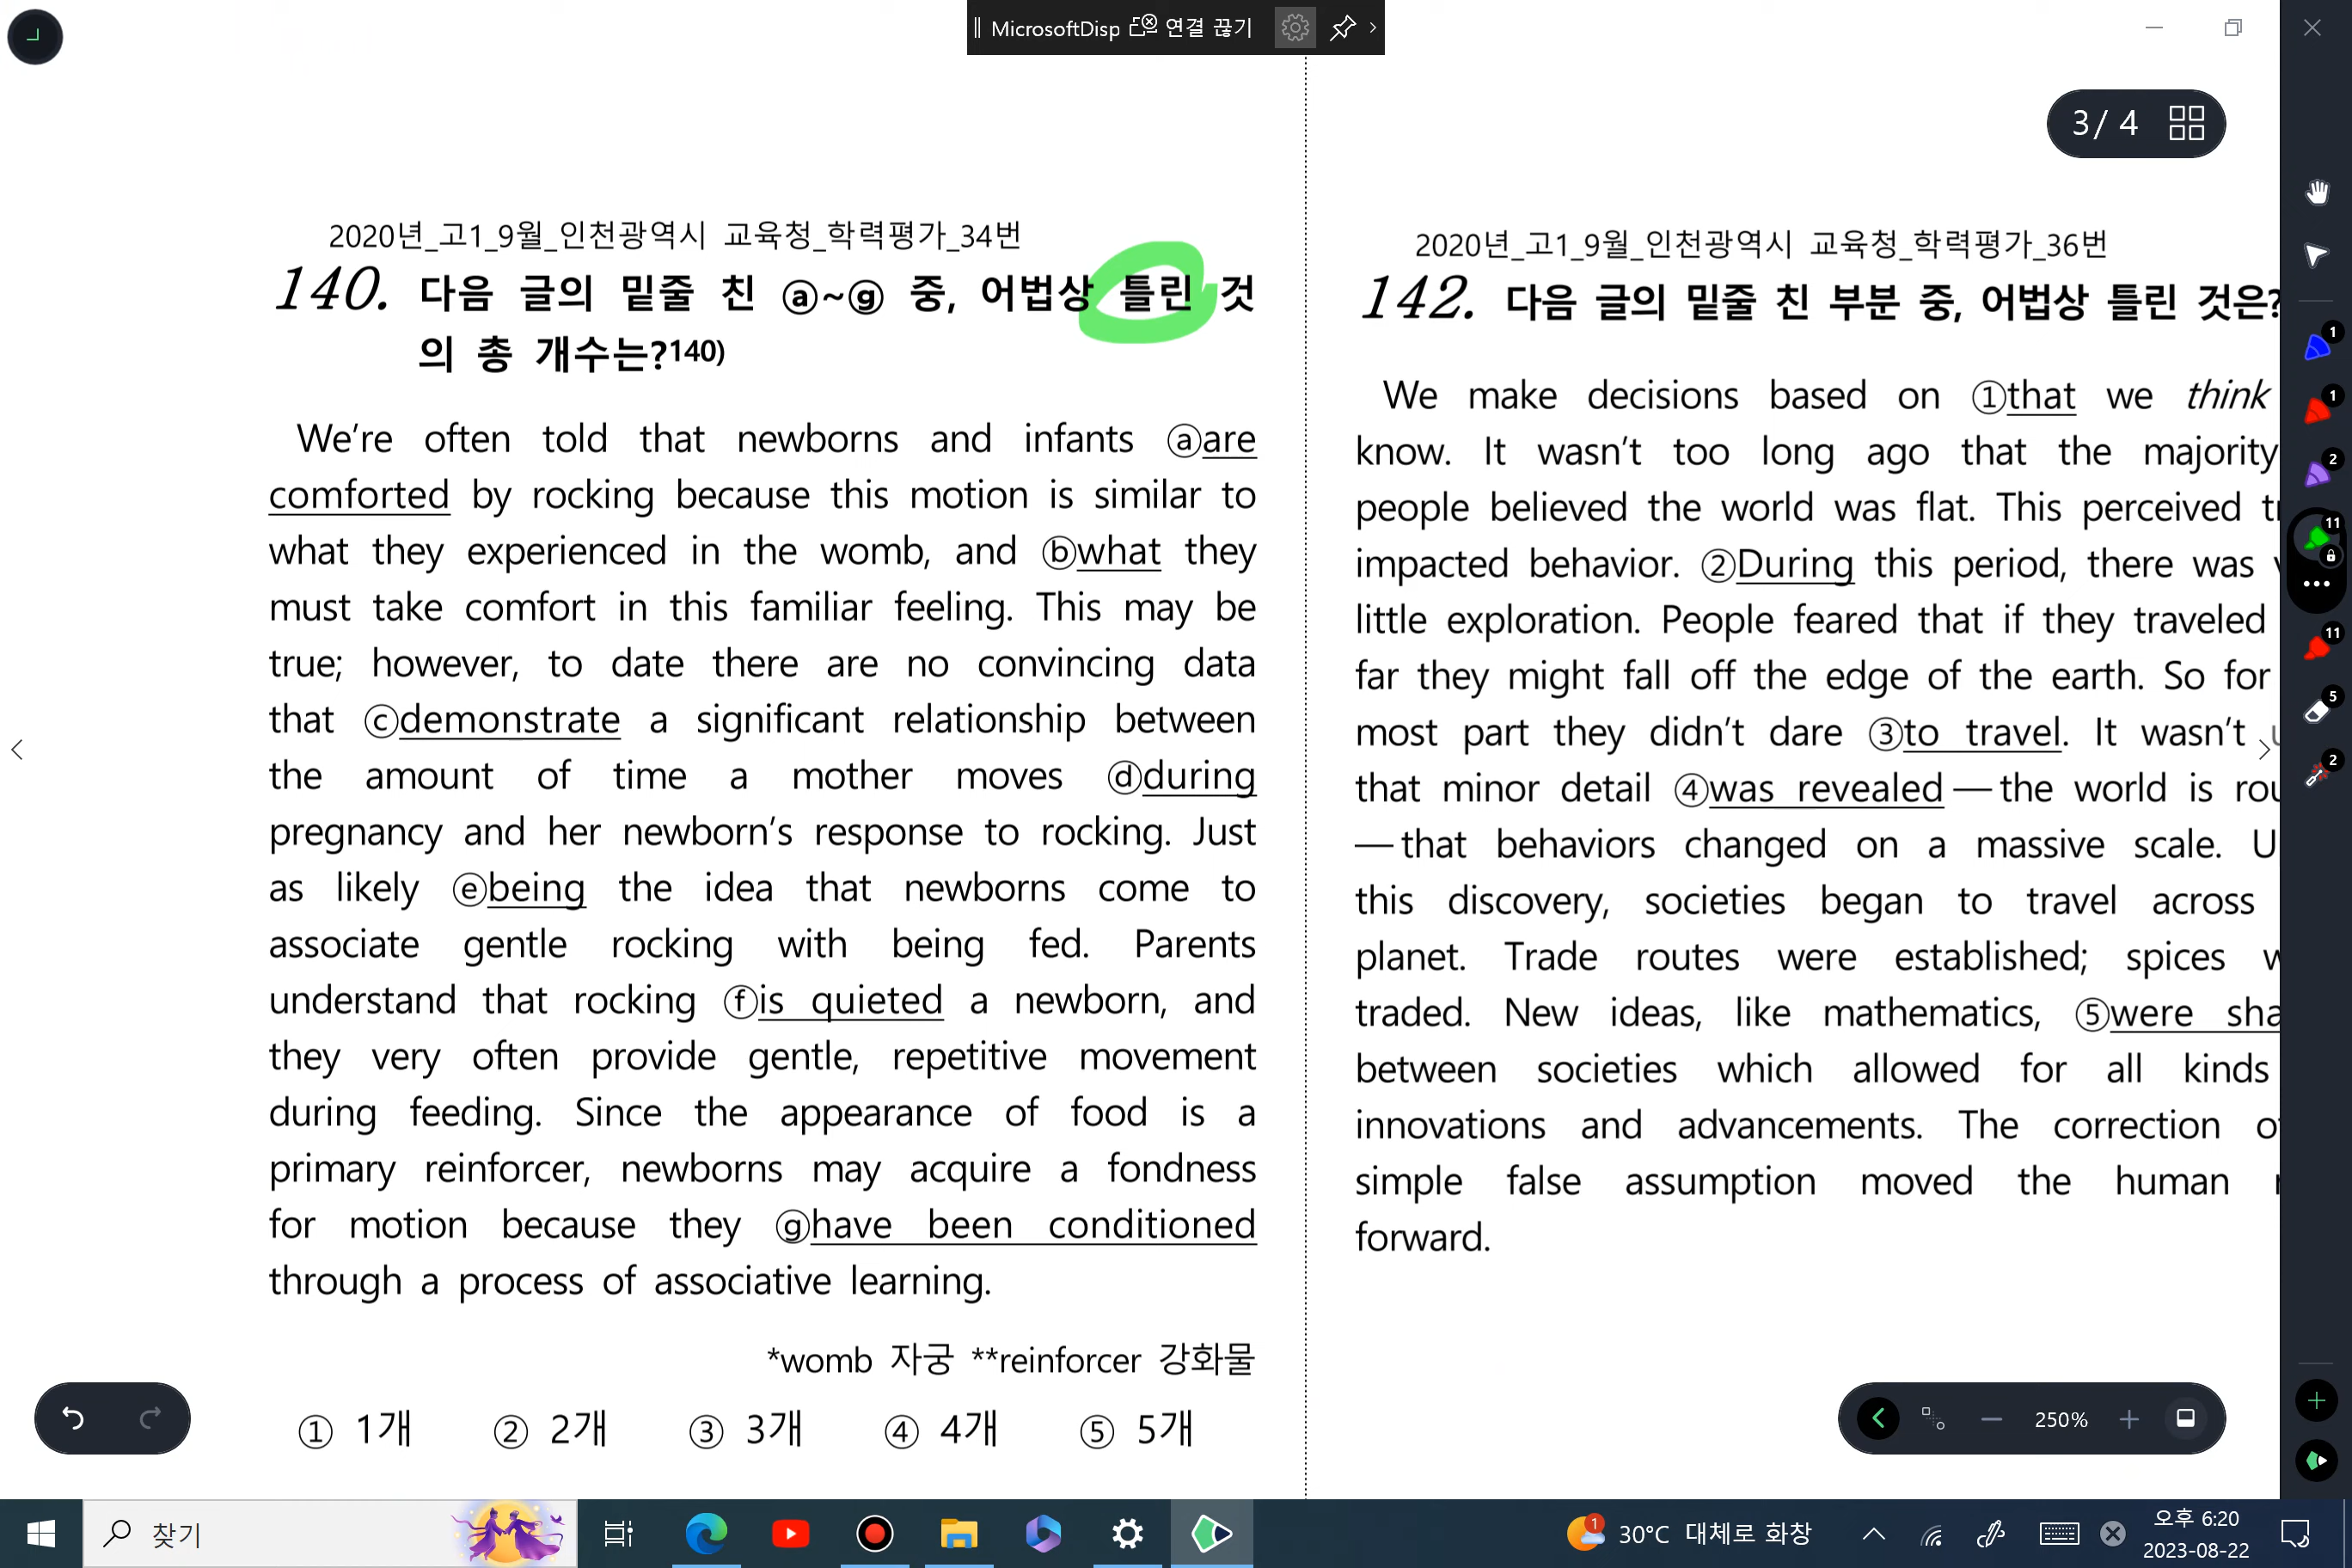 MicrosoftDisp 연결 끊기
3/ 4
2020년_고1_9월_인천광역시 교육청_학력평가_34번
140. 다음 글의 밑줄 친 ⓐ~ⓖ 중, 어법상 틀린 것
의 총 개수는?140)
We're often told that newborns and infants ⓐare
comforted by rocking because this motion is similar to
what they experienced in the womb, and ⓑwhat they
must take comfort in this familiar feeling. This may be
true; however, to date there are no convincing data
that ⓒdemonstrate a significant relationship between
the amount of time a mother moves ⓓduring
pregnancy and her newborn's response to rocking. Just
as likely ⓔbeing the idea that newborns come to
associate gentle rocking with being fed. Parents
understand that rocking ⓕis quieted a newborn, and
they very often provide gentle, repetitive movement
during feeding. Since the appearance of food is a
primary reinforcer, newborns may acquire a fondness
for motion because they ⓖhave been conditioned
through a process of associative learning.
*womb 자궁 **reinforcer 강화물
① 1개 ② 2개 ③ 3개 ④ 4개 ⑤ 5개
2020년_고1_9월_인천광역시 교육청_학력평가_36번
142. 다음 글의 밑줄 친 부분 중, 어법상 틀린 것은?
We make decisions based on ①that we think
know. It wasn't too long ago that the majority
people believed the world was flat. This perceived
impacted behavior. ②During this period, there was
little exploration. People feared that if they traveled
far they might fall off the edge of the earth. So for
most part they didn't dare ③to travel. It wasn't
that minor detail ④was revealed — the world is
— that behaviors changed on a massive scale.
this discovery, societies began to travel across
planet. Trade routes were established; spices
traded. New ideas, like mathematics, ⑤were
between societies which allowed for all kinds
innovations and advancements. The correction
simple false assumption moved the human
forward.
1
1
2
11
11
5
2
250%
찾기
1
30°C 대체로 화창
오후 6:20
2023-08-22